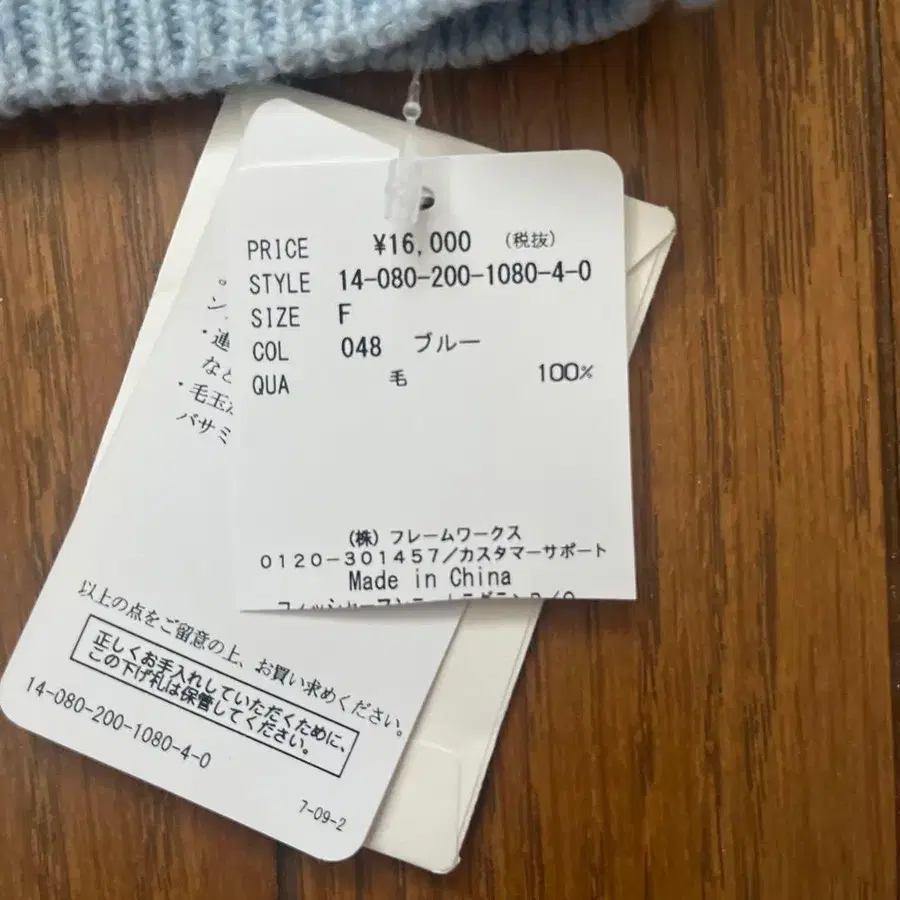 PRICE ¥16,000 (税抜)
STYLE 14-080-200-1080-4-0
SIZE F
COL 048 ブルー
QUA 毛 100%
(株) フレームワークス
0120-301457/カスタマーサポート
Made in China
。
ン
・連
など
・毛玉
バサミ
以上の点をご留意の上、お買い求めください。
正しくお手入れしていただくために、
この下げ札は保管してください。
14-080-200-1080-4-0
7-09-2